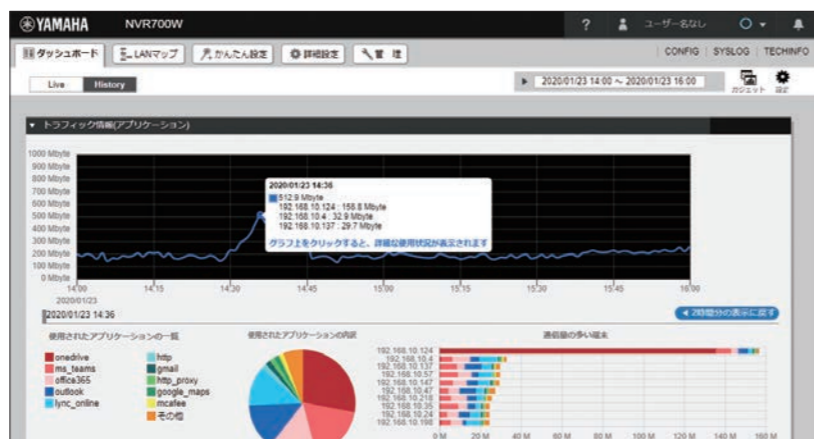 YAMAHA NVR700W ? ユーザー名なし
ダッシュボード LANマップ かんたん設定 詳細設定 管理 CONFIG SYSLOG TECHINFO
Live History 2020/01/23 14:00 ~ 2020/01/23 16:00 ガジェット 設定
トラフィック情報(アプリケーション)
1000 Mbyte
900 Mbyte
800 Mbyte
700 Mbyte
600 Mbyte
500 Mbyte
400 Mbyte
300 Mbyte
200 Mbyte
100 Mbyte
0 Mbyte
2020/01/23 14:36
512.9 Mbyte
192.168.10.124 : 156.8 Mbyte
192.168.10.4 : 32.9 Mbyte
192.168.10.137 : 29.7 Mbyte
グラフ上をクリックすると、詳細な使用状況が表示されます
14:00 14:15 14:30 14:45 15:00 15:15 15:30 15:45 16:00
2020/01/23
2020/01/23 14:36 2時間分の表示に戻す
使用されたアプリケーションの一覧 使用されたアプリケーションの内訳 通信量の多い端末
onedrive http
ms_teams gmail
office365 http_proxy
outlook google_maps
lync_online mcafee
その他
192.168.10.124
192.168.10.4
192.168.10.137
192.168.10.57
192.168.10.147
192.168.10.47
192.168.10.218
192.168.10.35
192.168.10.24
192.168.10.198
0 M 20 M 40 M 60 M 80 M 100 M 120 M 140 M 160 M